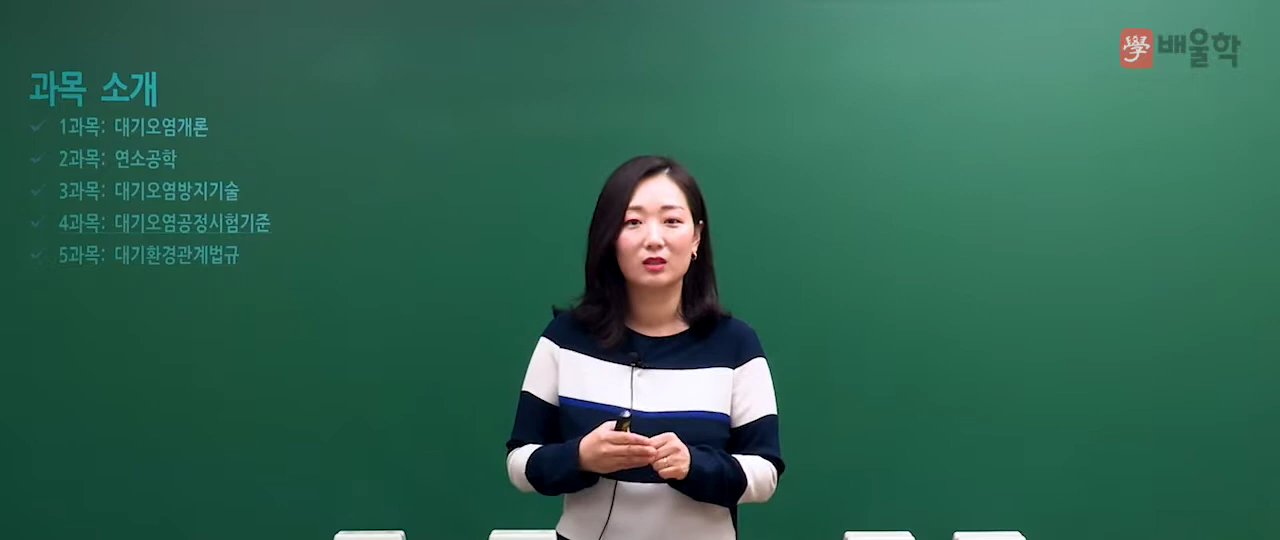 學 배울학
과목 소개
1과목: 대기오염개론
2과목: 연소공학
3과목: 대기오염방지기술
4과목: 대기오염공정시험기준
5과목: 대기환경관계법규